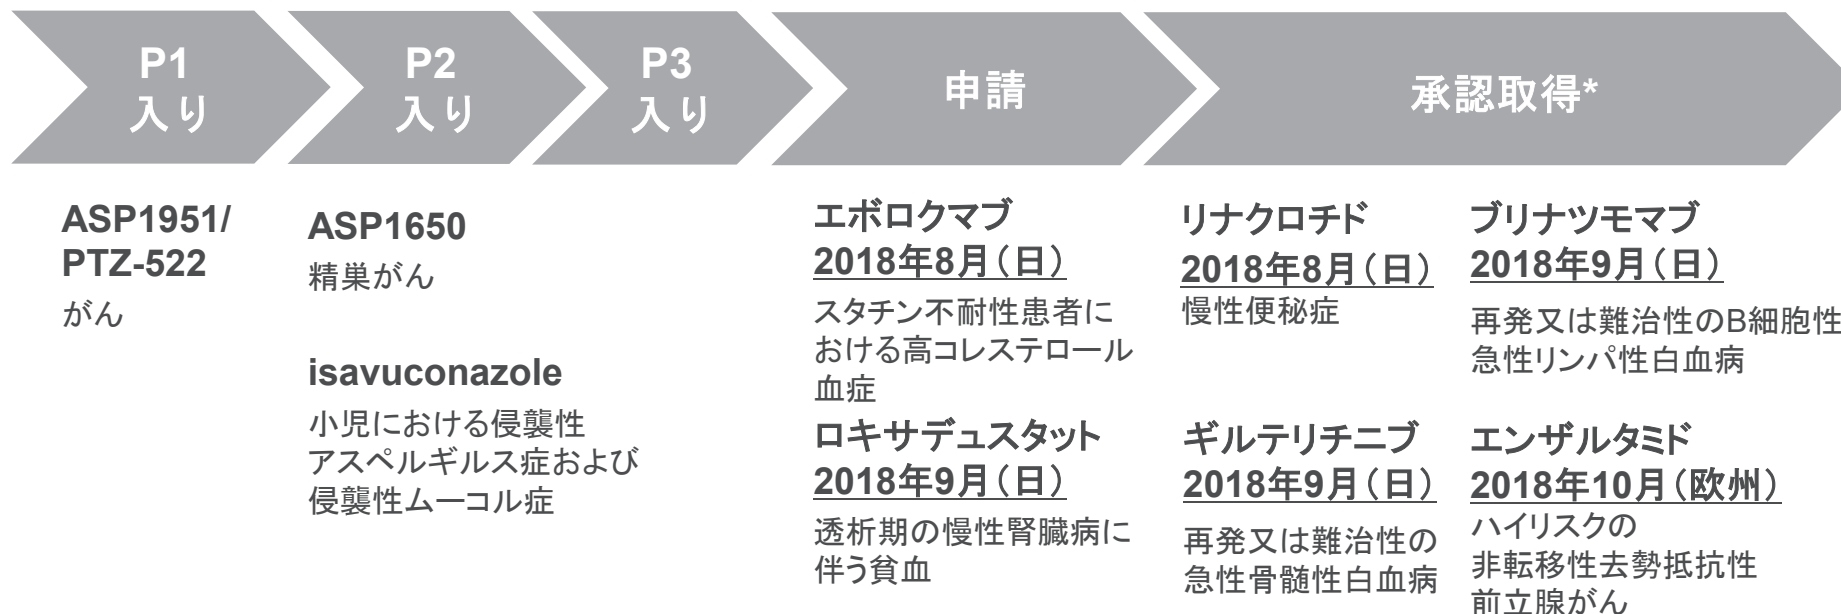 P1
入り
P2
入り
P3
入り
申請
承認取得*
ASP1951/
PTZ-522
がん
ASP1650
精巣がん
isavuconazole
小児における侵襲性
アスペルギルス症および
侵襲性ムーコル症
エボロクマブ
2018年8月（日）
スタチン不耐性患者に
おける高コレステロール
血症
ロキサデュスタット
2018年9月（日）
透析期の慢性腎臓病に
伴う貧血
リナクロチド
2018年8月（日）
慢性便秘症
ギルテリチニブ
2018年9月（日）
再発又は難治性の
急性骨髄性白血病
ブリナツモマブ
2018年9月（日）
再発又は難治性のB細胞性
急性リンパ性白血病
エンザルタミド
2018年10月（欧州）
ハイリスクの
非転移性去勢抵抗性
前立腺がん